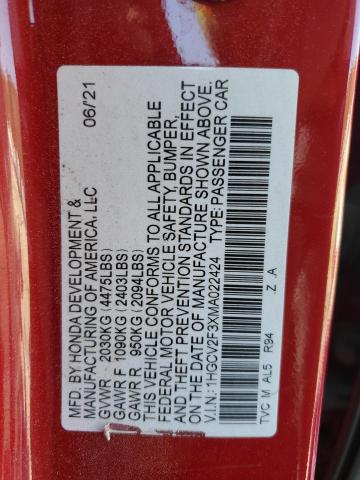 MFD. BY HONDA DEVELOPMENT & 06/'21
MANUFACTURING OF AMERICA, LLC
GVWR 2030KG (4475LBS)
GAWR F 1090KG (2403LBS)
GAWR R 950KG (2094LBS)
THIS VEHICLE CONFORMS TO ALL APPLICABLE
FEDERAL MOTOR VEHICLE SAFETY, BUMPER,
AND THEFT PREVENTION STANDARDS IN EFFECT
ON THE DATE OF MANUFACTURE SHOWN ABOVE.
V.I.N.:1HGCV2F3XMA022424 TYPE:PASSENGER CAR
TVC M AL5 R94 Z .A